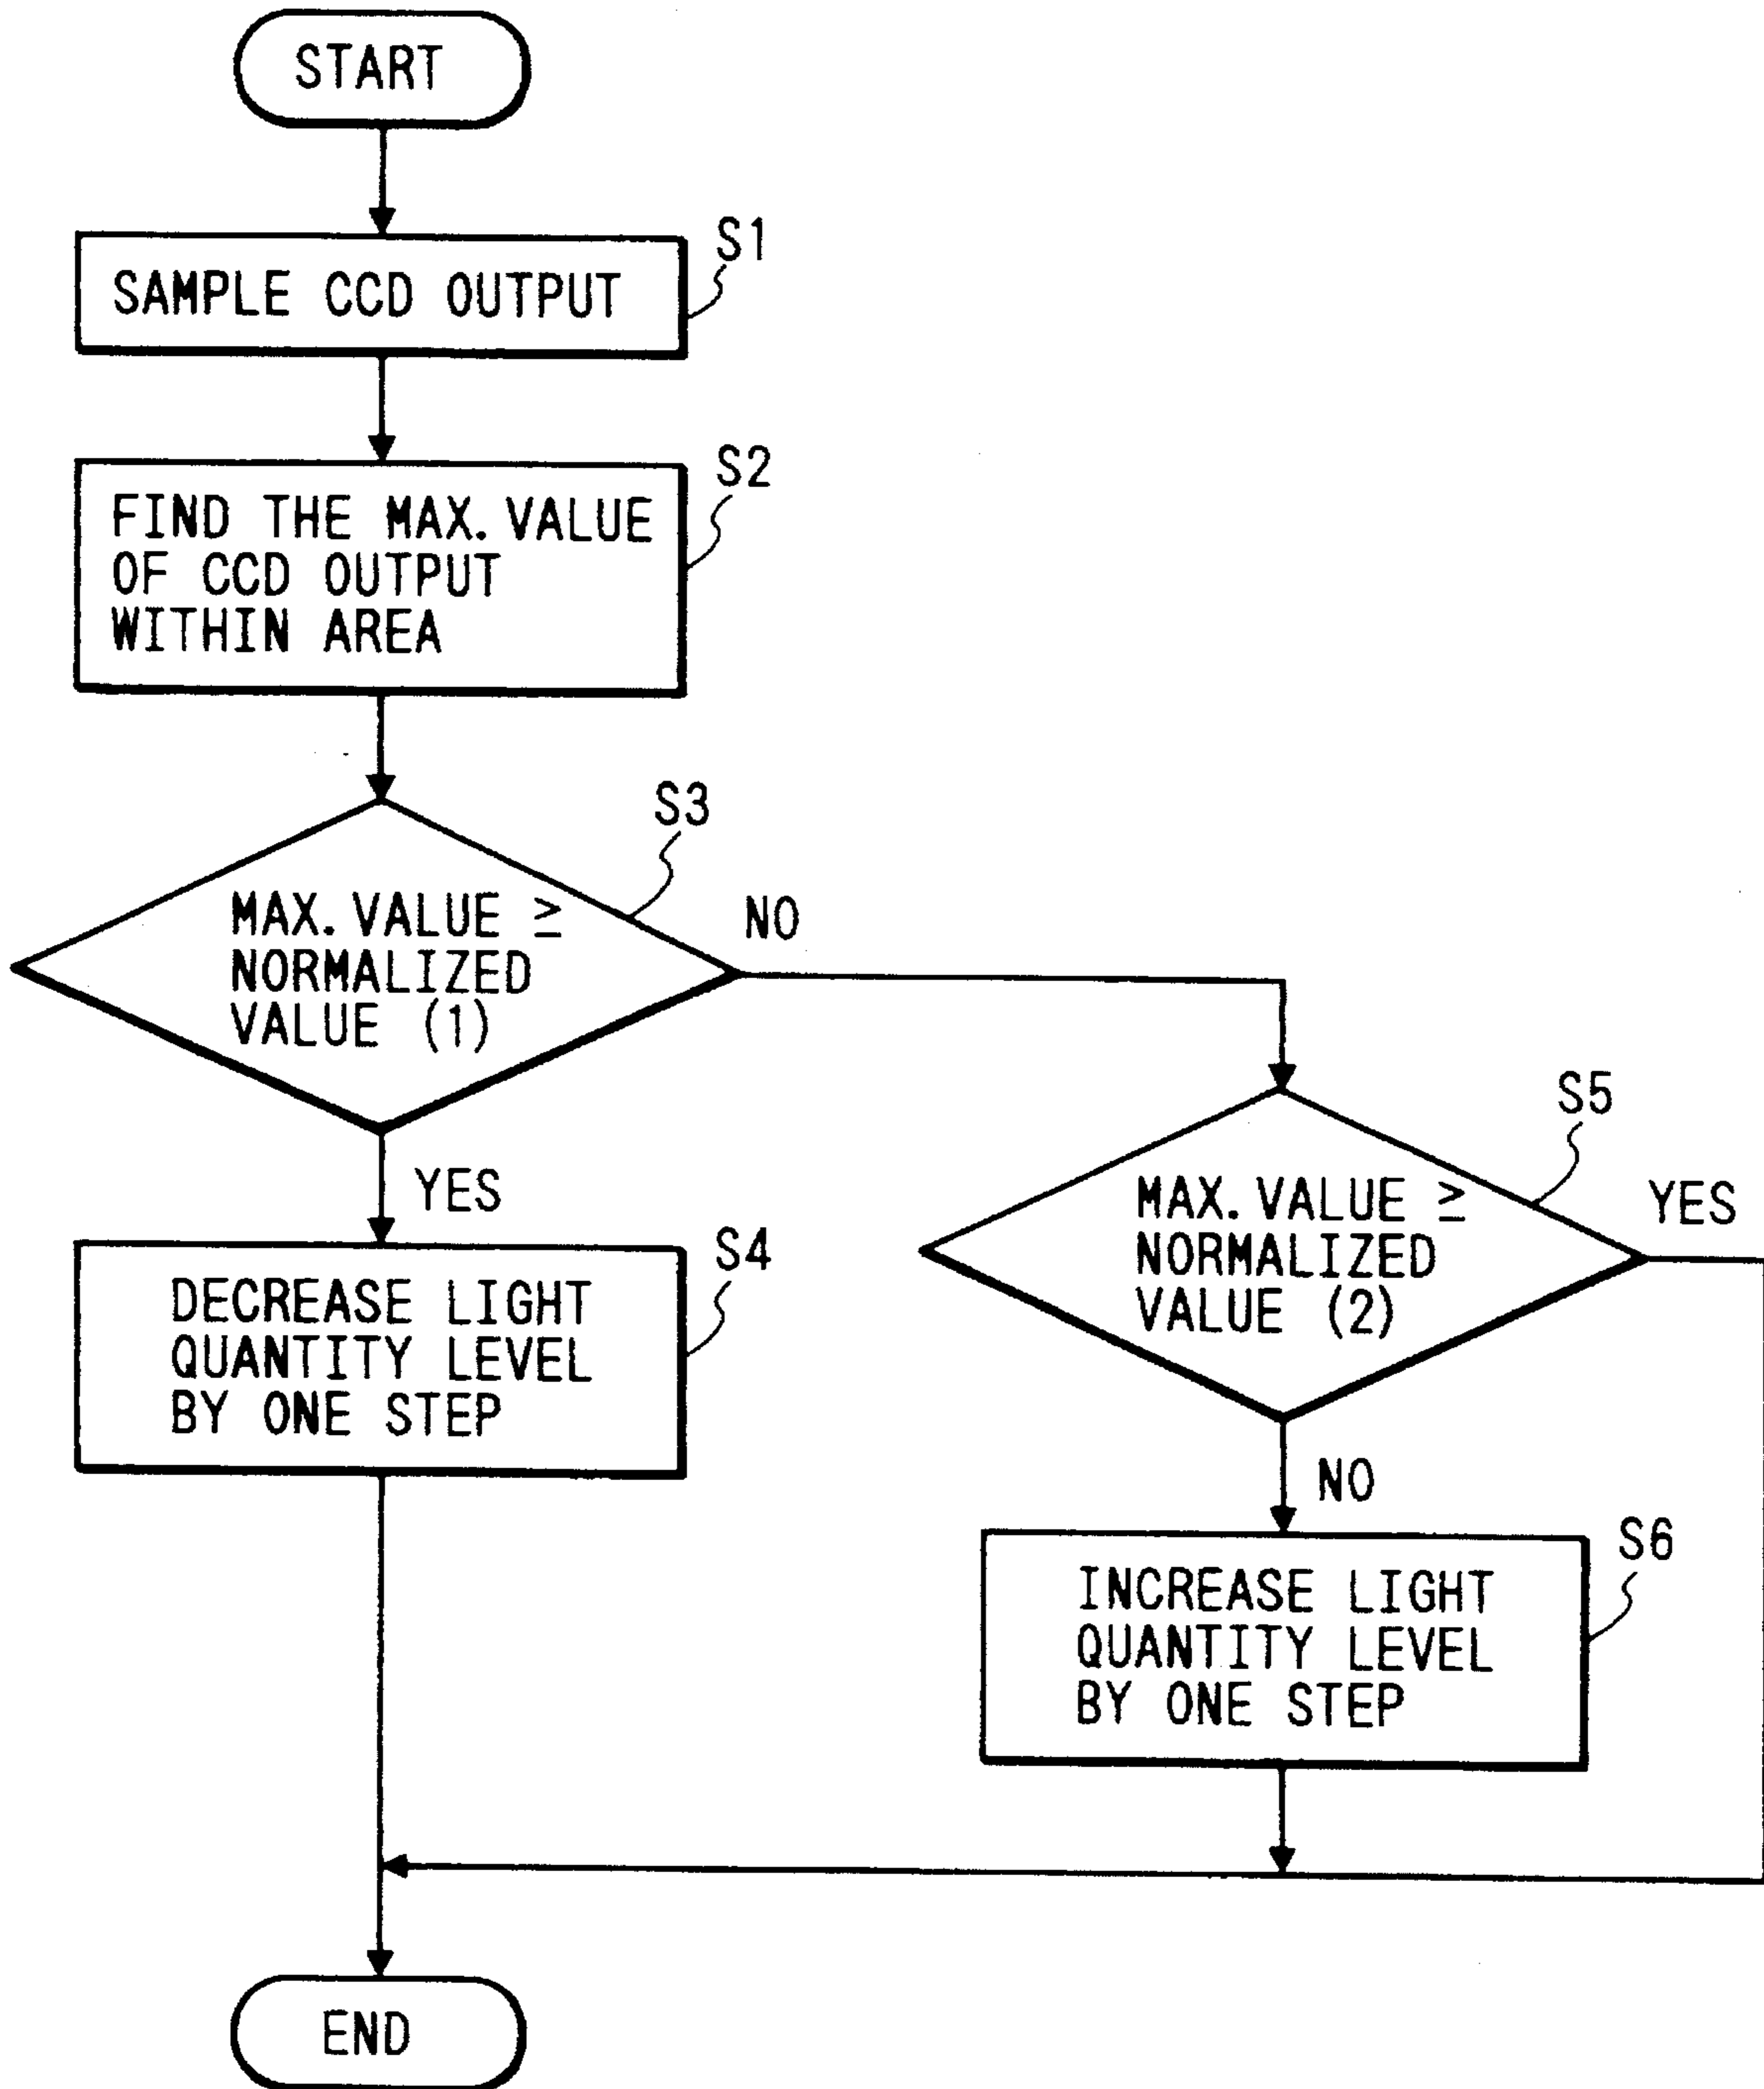 START
S1
SAMPLE CCD OUTPUT
S2
FIND THE MAX. VALUE
OF CCD OUTPUT
WITHIN AREA
S3
MAX. VALUE ≥
NORMALIZED
VALUE (1)
NO
YES
S4
DECREASE LIGHT
QUANTITY LEVEL
BY ONE STEP
S5
MAX. VALUE ≥
NORMALIZED
VALUE (2)
YES
NO
S6
INCREASE LIGHT
QUANTITY LEVEL
BY ONE STEP
END